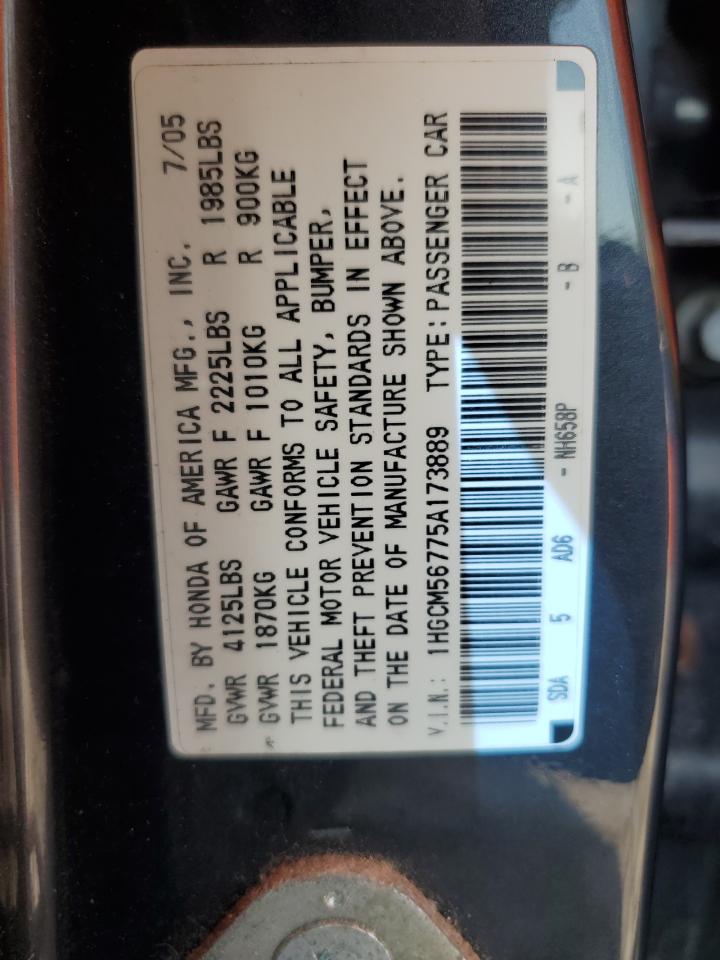 MFD. BY HONDA OF AMERICA MFG., INC. 7/05
GVWR 4125LBS GAWR F 2225LBS R 1985LBS
GVWR 1870KG GAWR F 1010KG R 900KG
THIS VEHICLE CONFORMS TO ALL APPLICABLE
FEDERAL MOTOR VEHICLE SAFETY, BUMPER,
AND THEFT PREVENTION STANDARDS IN EFFECT
ON THE DATE OF MANUFACTURE SHOWN ABOVE.
V.I.N.: 1HGCM56775A173889 TYPE: PASSENGER CAR
SDA 5 AD6 - NH658P - B - A